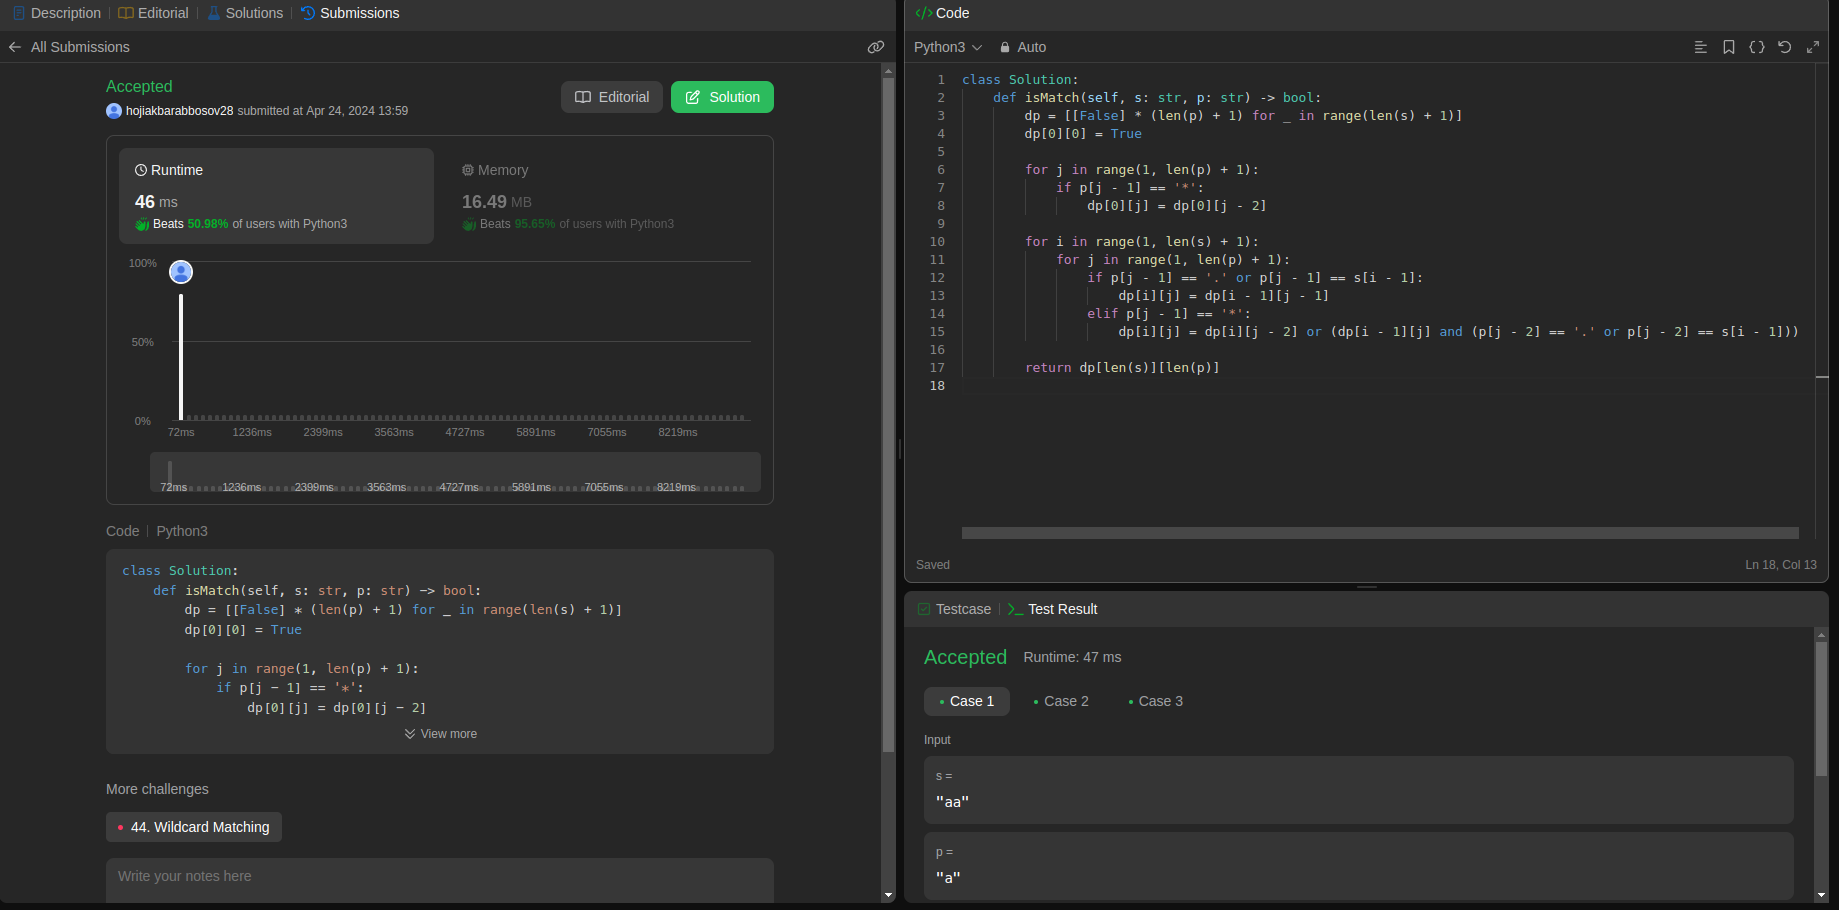 Description
Editorial
Solutions
Submissions
All Submissions
Accepted
hojiakbarabbosov28 submitted at Apr 24, 2024 13:59
Editorial
Solution
Runtime
46 ms
Beats 50.98% of users with Python3
Memory
16.49 MB
Beats 95.65% of users with Python3
100%
50%
0%
72ms 1236ms 2399ms 3563ms 4727ms 5891ms 7055ms 8219ms
72ms 1236ms 2399ms 3563ms 4727ms 5891ms 7055ms 8219ms
Code | Python3
class Solution:
    def isMatch(self, s: str, p: str) -> bool:
        dp = [[False] * (len(p) + 1) for _ in range(len(s) + 1)]
        dp[0][0] = True
        for j in range(1, len(p) + 1):
            if p[j - 1] == '*':
                dp[0][j] = dp[0][j - 2]
View more
More challenges
44. Wildcard Matching
Write your notes here
</> Code
Python3
Auto
1 class Solution:
2     def isMatch(self, s: str, p: str) -> bool:
3         dp = [[False] * (len(p) + 1) for _ in range(len(s) + 1)]
4         dp[0][0] = True
5
6         for j in range(1, len(p) + 1):
7             if p[j - 1] == '*':
8                 dp[0][j] = dp[0][j - 2]
9
10         for i in range(1, len(s) + 1):
11             for j in range(1, len(p) + 1):
12                 if p[j - 1] == '.' or p[j - 1] == s[i - 1]:
13                     dp[i][j] = dp[i - 1][j - 1]
14                 elif p[j - 1] == '*':
15                     dp[i][j] = dp[i][j - 2] or (dp[i - 1][j] and (p[j - 2] == '.' or p[j - 2] == s[i - 1]))
16
17         return dp[len(s)][len(p)]
18
Saved
Ln 18, Col 13
Testcase
Test Result
Accepted
Runtime: 47 ms
Case 1
Case 2
Case 3
Input
s =
"aa"
p =
"a"